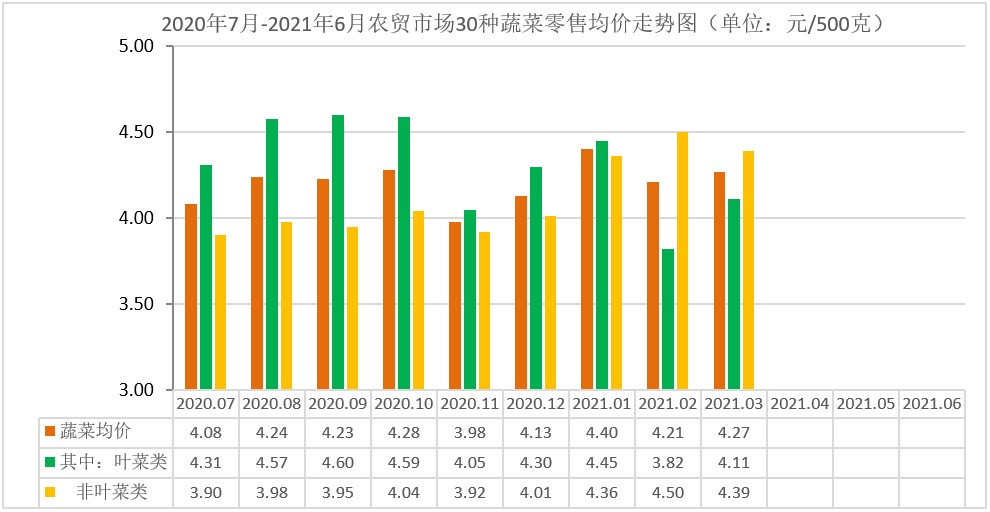 2020年7月-2021年6月农贸市场30种蔬菜零售均价走势图（单位：元/500克）
5.00
4.50
4.00
3.50
3.00
2020.07 2020.08 2020.09 2020.10 2020.11 2020.12 2021.01 2021.02 2021.03 2021.04 2021.05 2021.06
蔬菜均价 4.08 4.24 4.23 4.28 3.98 4.13 4.40 4.21 4.27
其中：叶菜类 4.31 4.57 4.60 4.59 4.05 4.30 4.45 3.82 4.11
非叶菜类 3.90 3.98 3.95 4.04 3.92 4.01 4.36 4.50 4.39